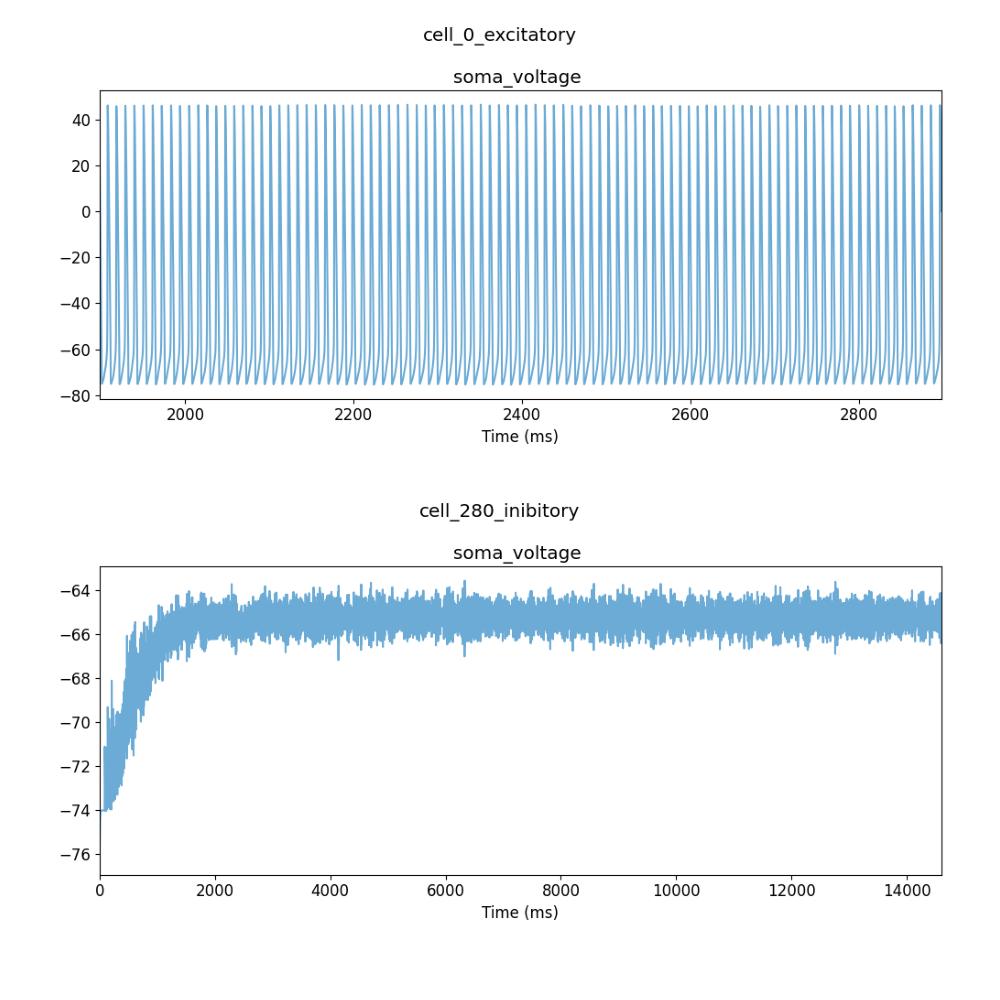 cell_0_excitatory
soma_voltage
40
20
0
−20
−40
−60
−80
2000 2200 2400 2600 2800
Time (ms)
cell_280_inibitory
soma_voltage
−64
−66
−68
−70
−72
−74
−76
0 2000 4000 6000 8000 10000 12000 14000
Time (ms)